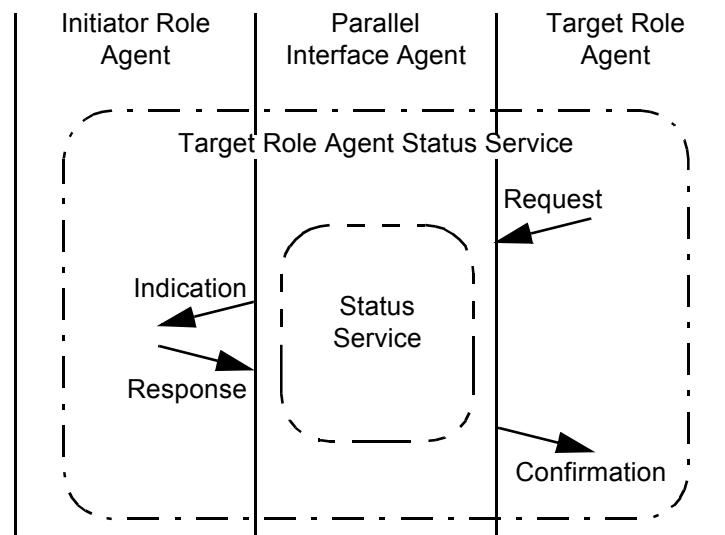 Initiator Role
Agent
Parallel
Interface Agent
Target Role
Agent
Target Role Agent Status Service
Request
Indication
Status
Service
Response
Confirmation